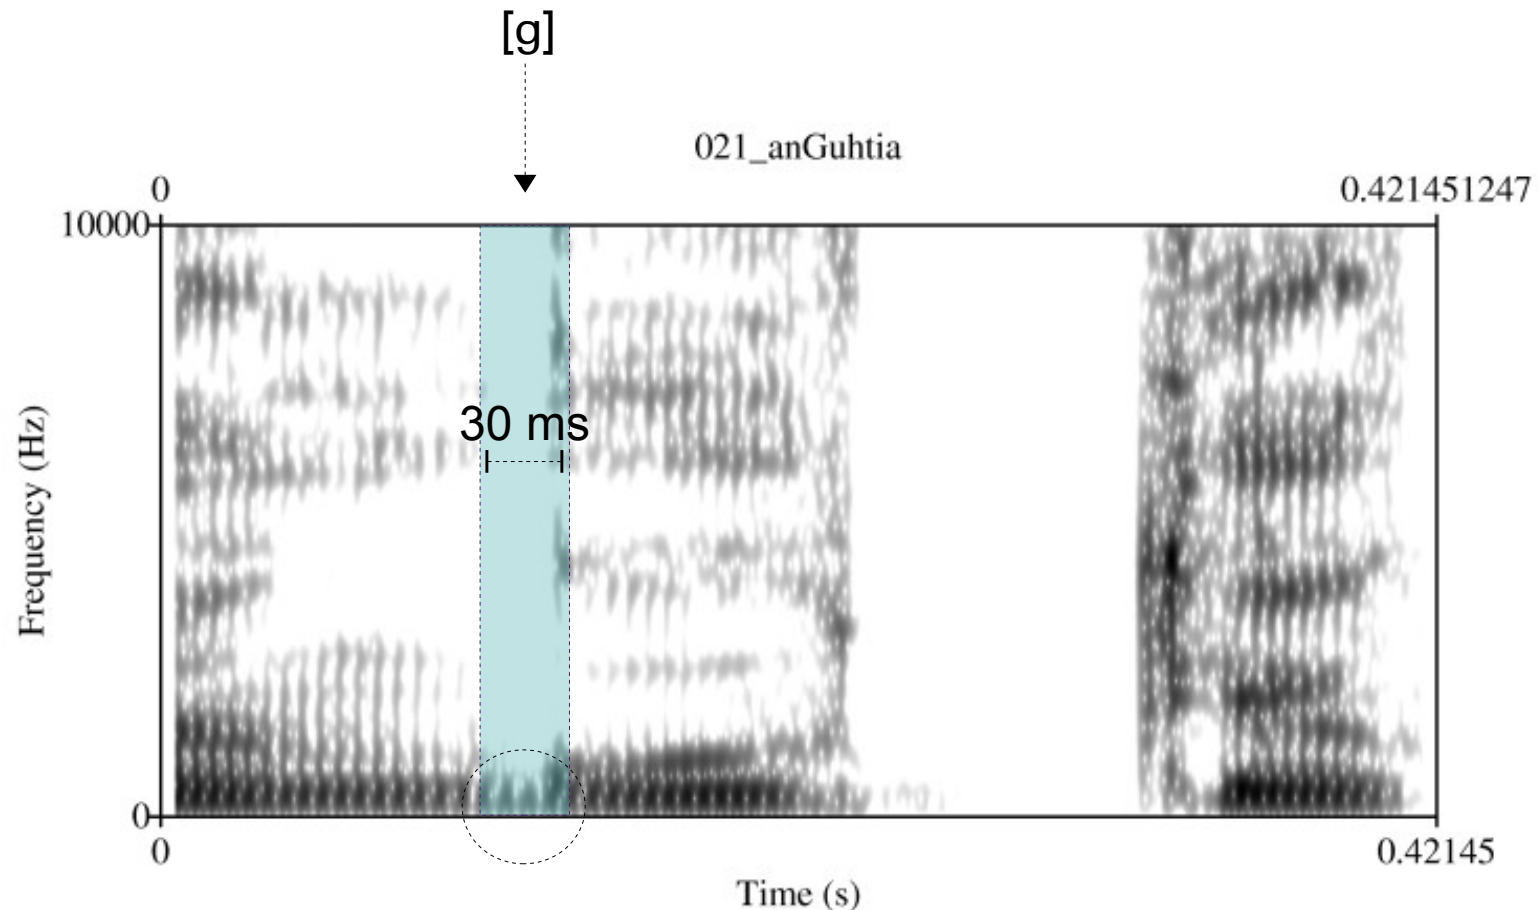 [g]
021_anGuhtia
0
0.421451247
10000
30 ms
Frequency (Hz)
0
0
0.42145
Time (s)